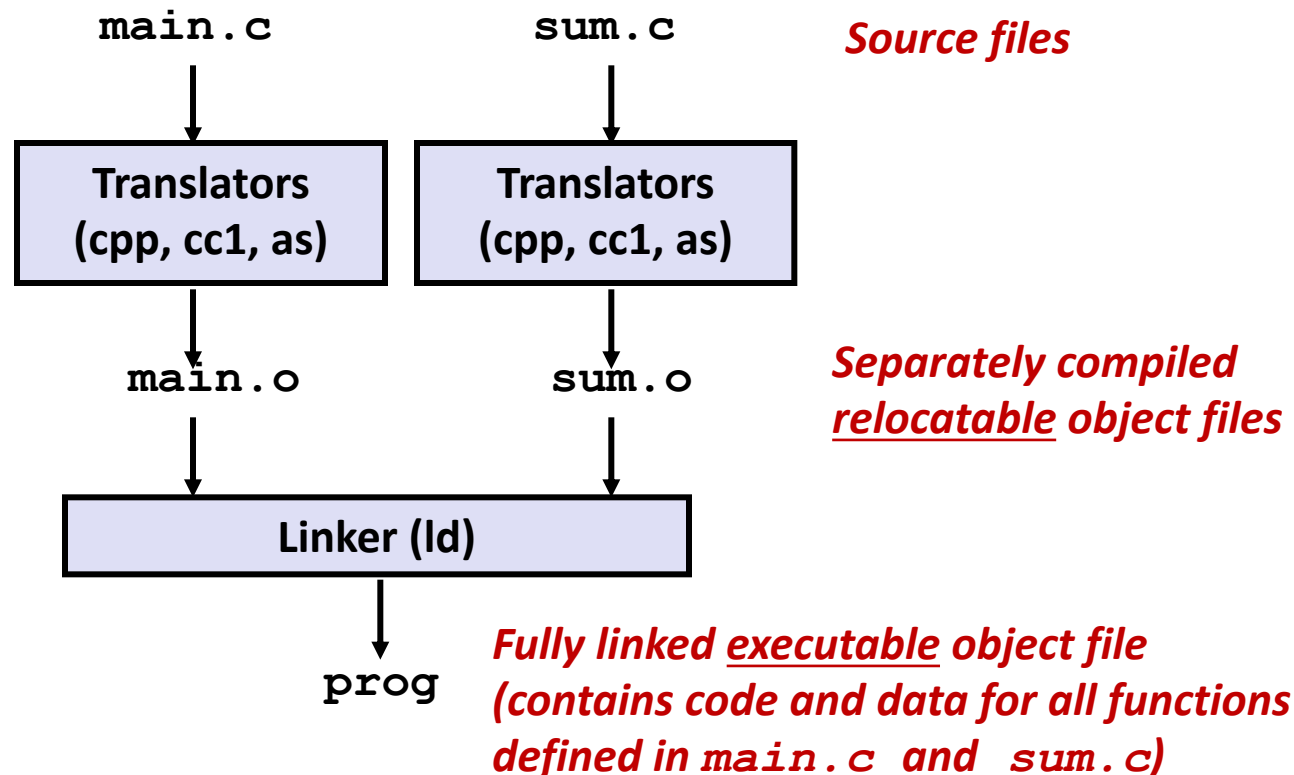 main.c
sum.c
Source files
Translators
(cpp, cc1, as)
Translators
(cpp, cc1, as)
main.o
sum.o
Separately compiled
relocatable object files
Linker (ld)
prog
Fully linked executable object file
(contains code and data for all functions
defined in main.c and sum.c)